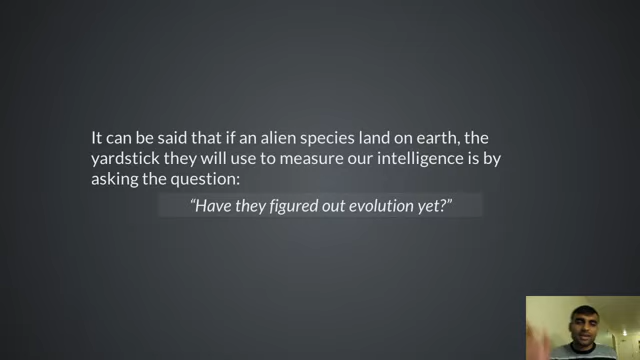 It can be said that if an alien species land on earth, the
yardstick they will use to measure our intelligence is by
asking the question:
“Have they figured out evolution yet?”